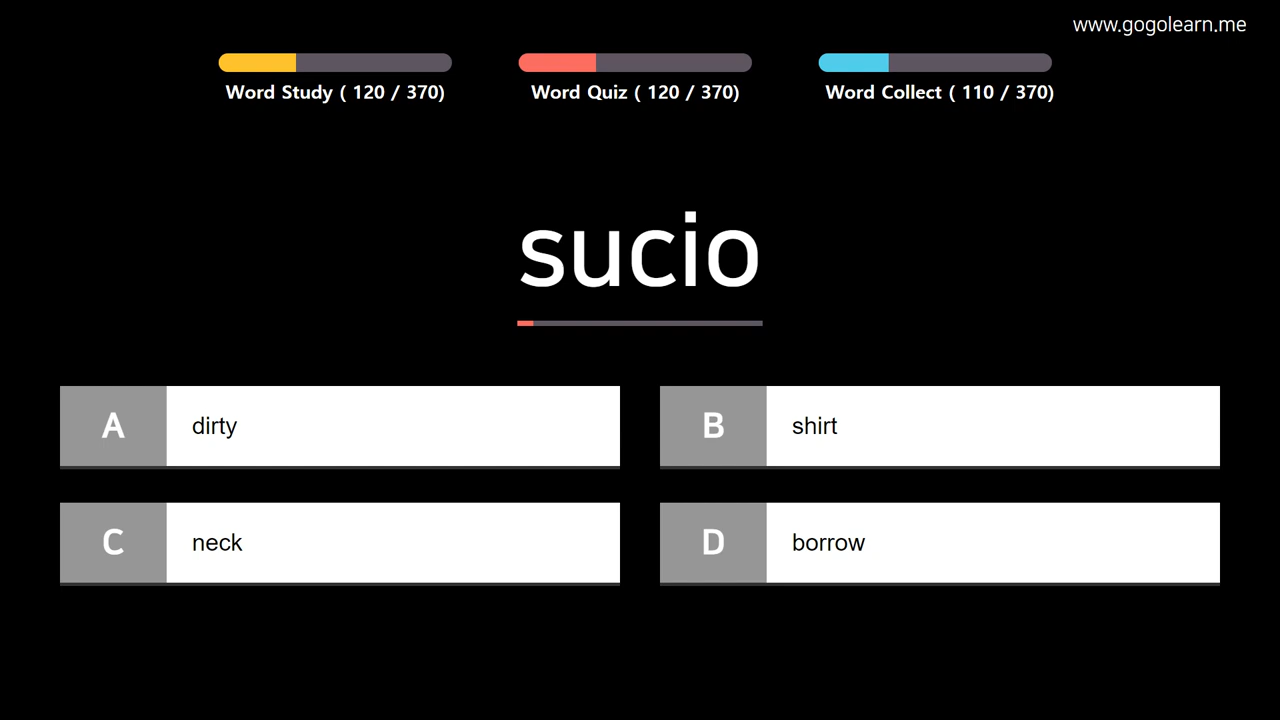 www.gogolearn.me
Word Study ( 120 / 370)
Word Quiz ( 120 / 370)
Word Collect ( 110 / 370)
sucio
A dirty
B shirt
C neck
D borrow